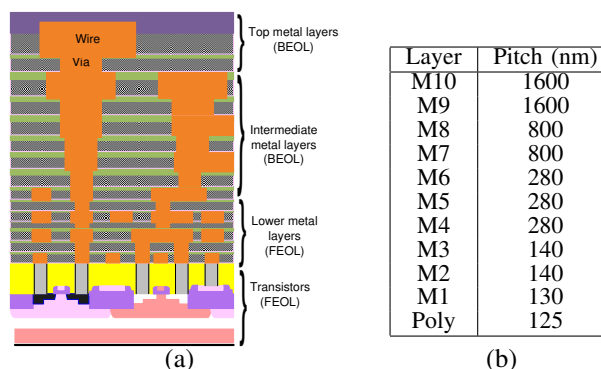 Wire
Via
Top metal layers
(BEOL)
Intermediate
metal layers
(BEOL)
Lower metal
layers
(FEOL)
Transistors
(FEOL)
(a)
Layer Pitch (nm)
M10 1600
M9 1600
M8 800
M7 800
M6 280
M5 280
M4 280
M3 140
M2 140
M1 130
Poly 125
(b)